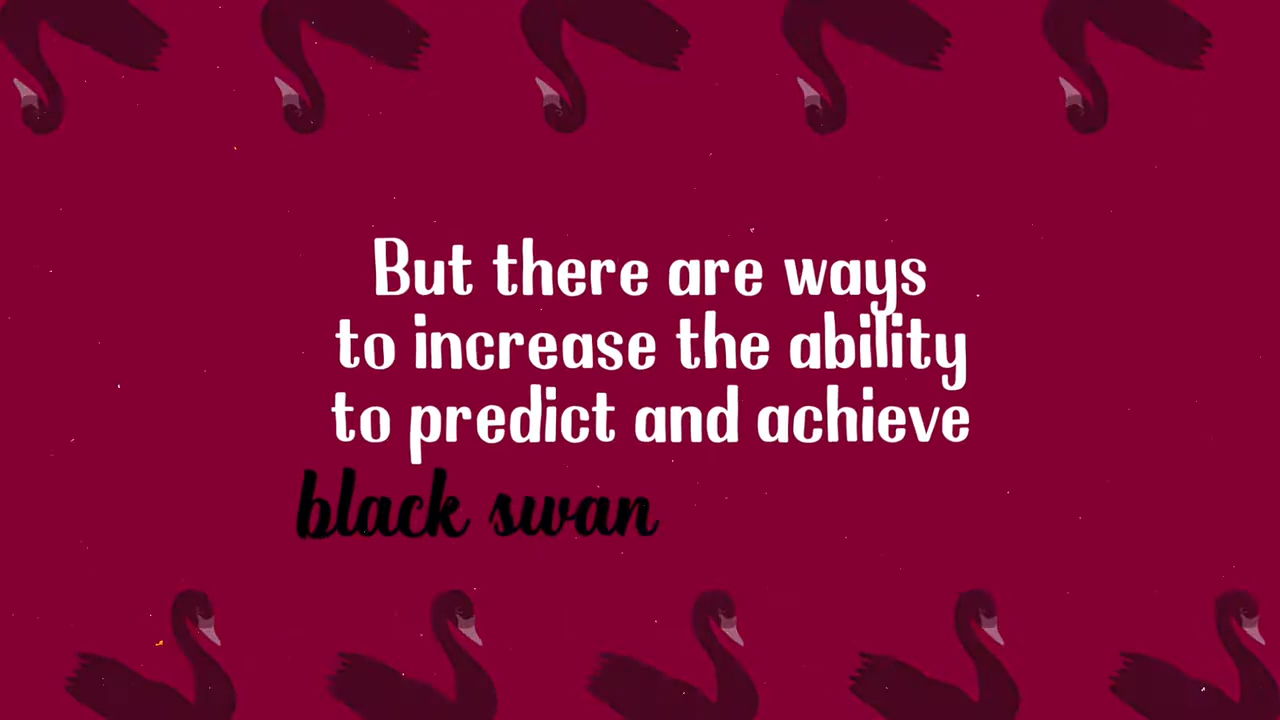 But there are ways
to increase the ability
to predict and achieve
black swan